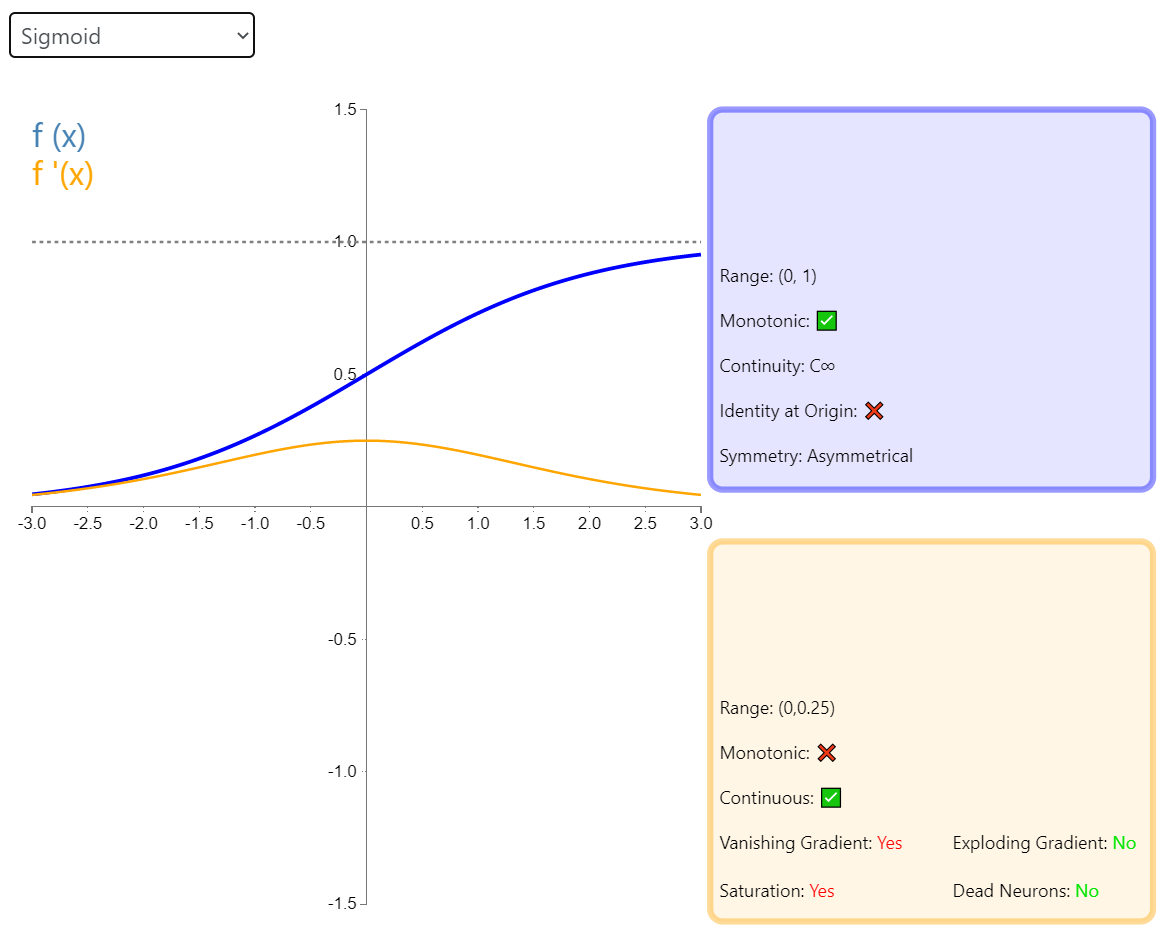 Sigmoid
f (x)
f '(x)
1.5
1.0
0.5
-3.0 -2.5 -2.0 -1.5 -1.0 -0.5 0.5 1.0 1.5 2.0 2.5 3.0
-0.5
-1.0
-1.5
Range: (0, 1)
Monotonic: ✅
Continuity: C∞
Identity at Origin: ❌
Symmetry: Asymmetrical
Range: (0,0.25)
Monotonic: ❌
Continuous: ✅
Vanishing Gradient: Yes Exploding Gradient: No
Saturation: Yes Dead Neurons: No